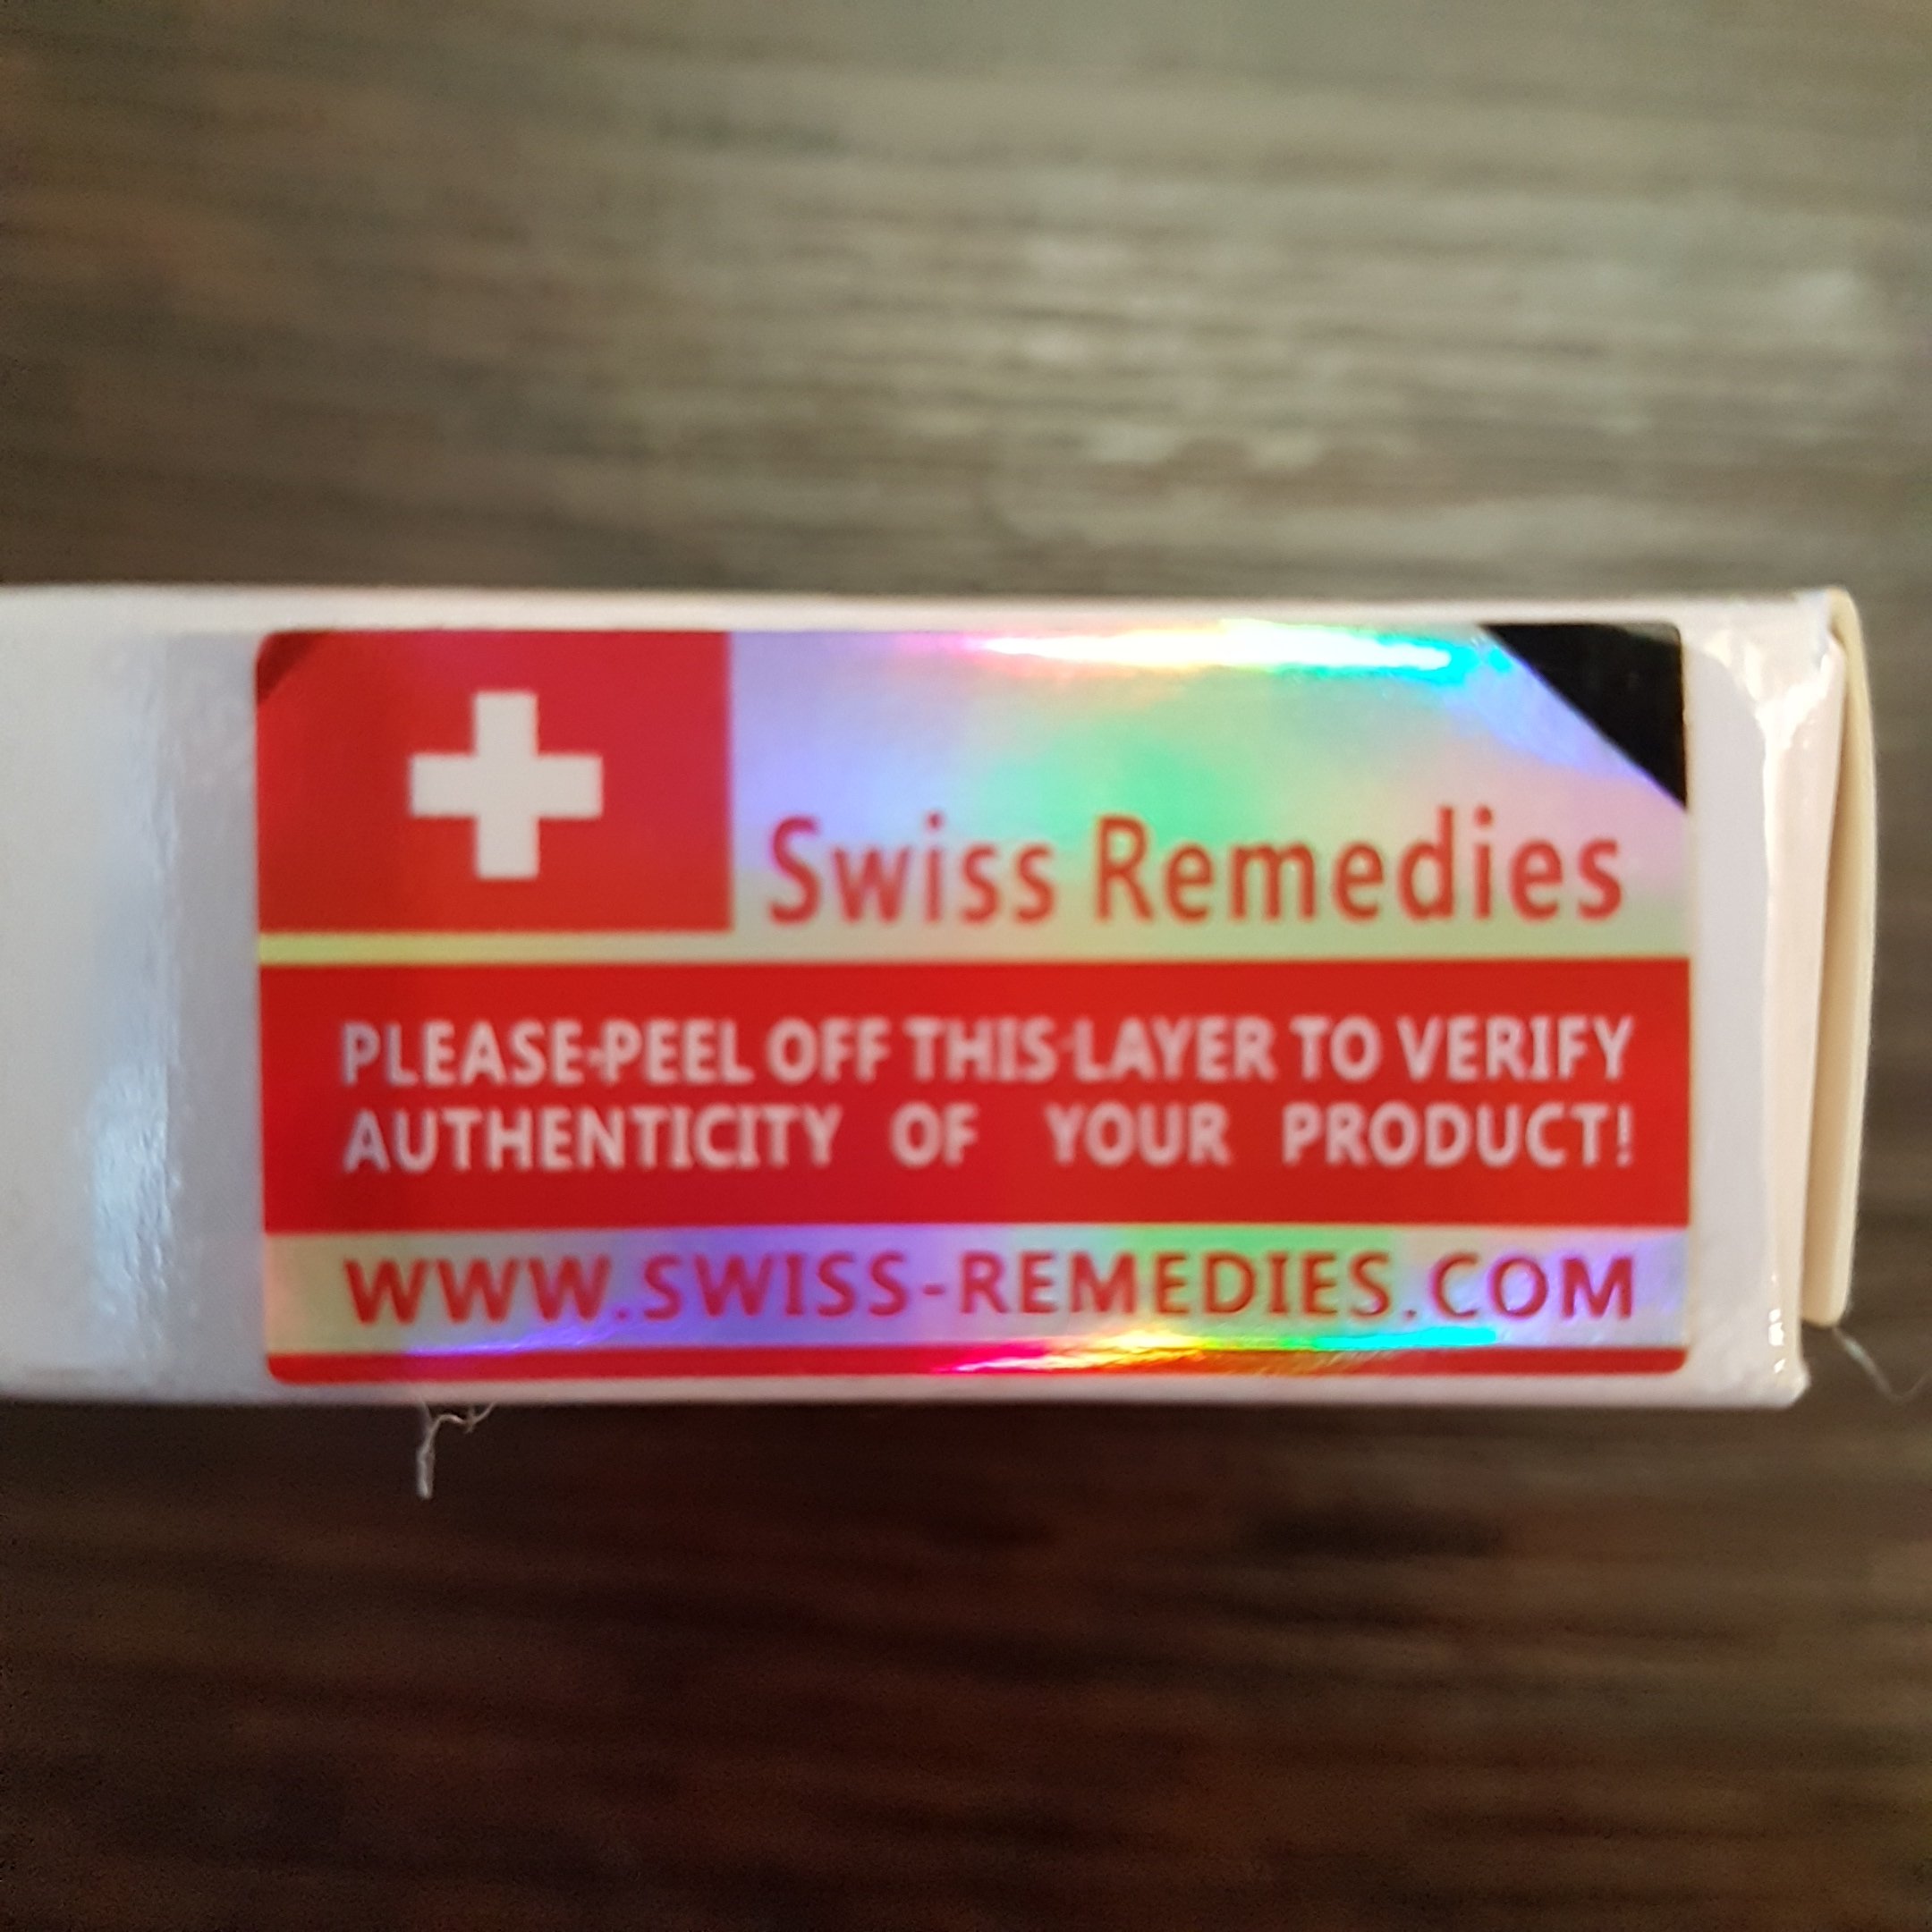 Swiss Remedies
PLEASE PEEL OFF THIS LAYER TO VERIFY
AUTHENTICITY OF YOUR PRODUCT!
WWW.SWISS-REMEDIES.COM